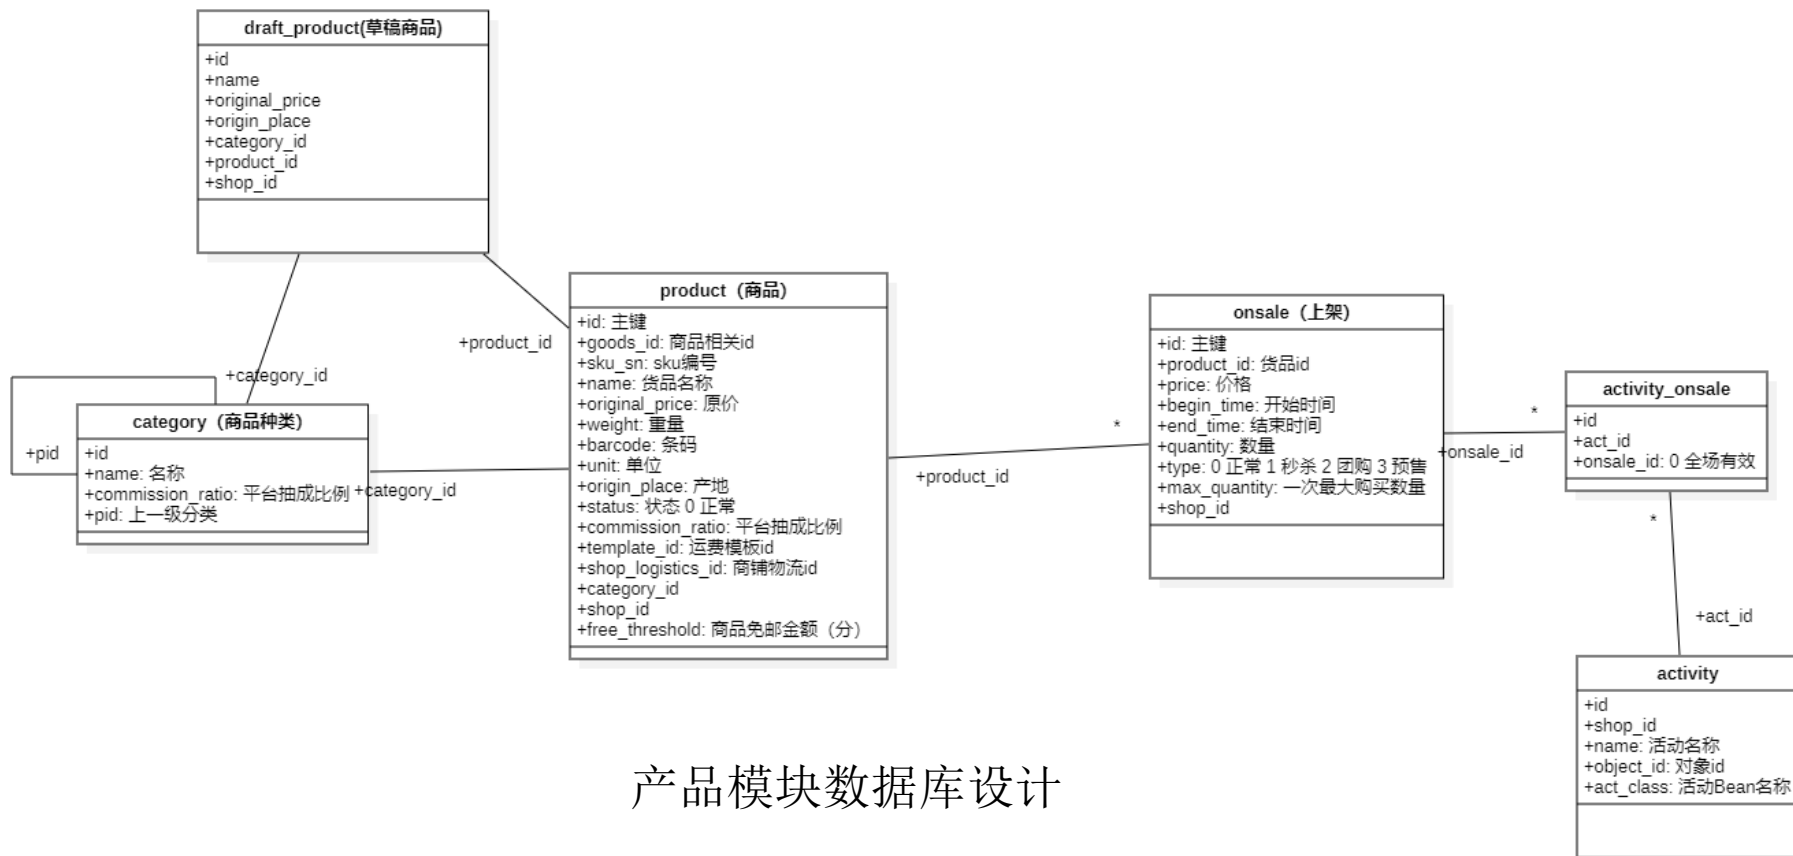 draft_product(草稿商品)
+id
+name
+original_price
+origin_place
+category_id
+product_id
+shop_id
+product_id
+category_id
+pid
category（商品种类）
+id
+name: 名称
+commission_ratio: 平台抽成比例
+pid: 上一级分类
+category_id
product（商品）
+id: 主键
+goods_id: 商品相关id
+sku_sn: sku编号
+name: 货品名称
+original_price: 原价
+weight: 重量
+barcode: 条码
+unit: 单位
+origin_place: 产地
+status: 状态 0 正常
+commission_ratio: 平台抽成比例
+template_id: 运费模板id
+shop_logistics_id: 商铺物流id
+category_id
+shop_id
+free_threshold: 商品免邮金额（分）
+product_id
*
onsale（上架）
+id: 主键
+product_id: 货品id
+price: 价格
+begin_time: 开始时间
+end_time: 结束时间
+quantity: 数量
+type: 0 正常 1 秒杀 2 团购 3 预售
+max_quantity: 一次最大购买数量
+shop_id
+onsale_id
*
activity_onsale
+id
+act_id
+onsale_id: 0 全场有效
*
+act_id
activity
+id
+shop_id
+name: 活动名称
+object_id: 对象id
+act_class: 活动Bean名称
产品模块数据库设计